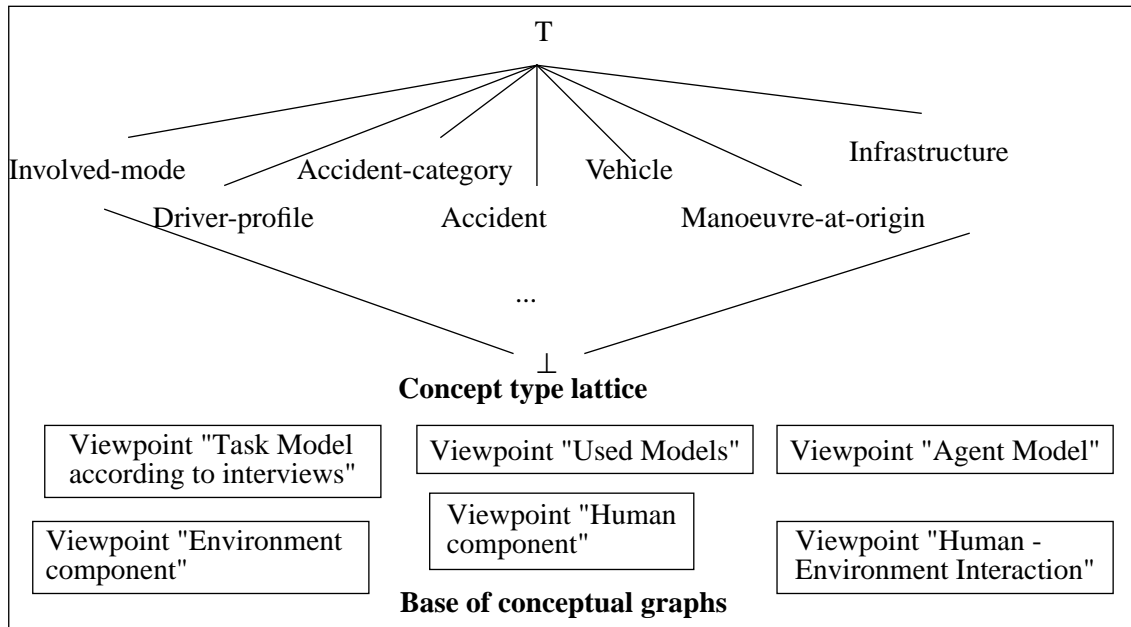 T
Involved-mode
Accident-category
Vehicle
Infrastructure
Driver-profile
Accident
Manoeuvre-at-origin
...
⊥
Concept type lattice
Viewpoint "Task Model
according to interviews"
Viewpoint "Used Models"
Viewpoint "Agent Model"
Viewpoint "Environment
component"
Viewpoint "Human
component"
Viewpoint "Human -
Environment Interaction"
Base of conceptual graphs